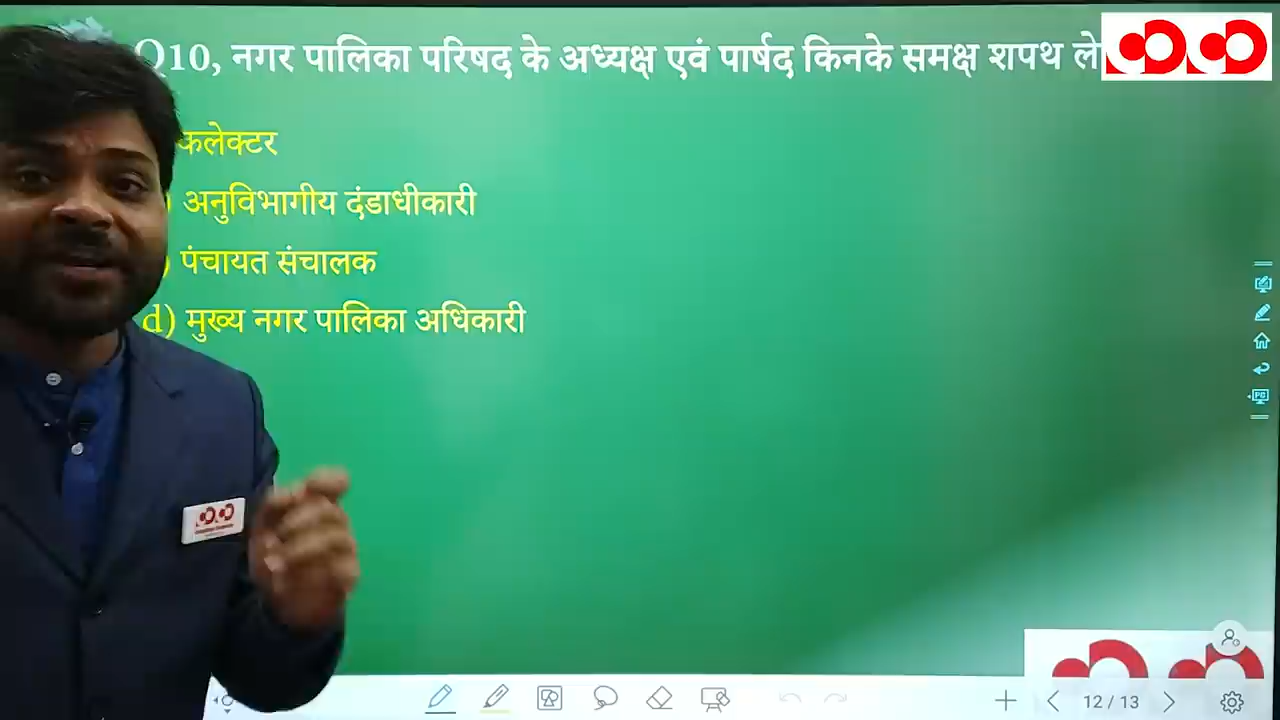 Q10, नगर पालिका परिषद के अध्यक्ष एवं पार्षद किनके समक्ष शपथ ले
कलेक्टर
) अनुविभागीय दंडाधीकारी
) पंचायत संचालक
d) मुख्य नगर पालिका अधिकारी
12 / 13